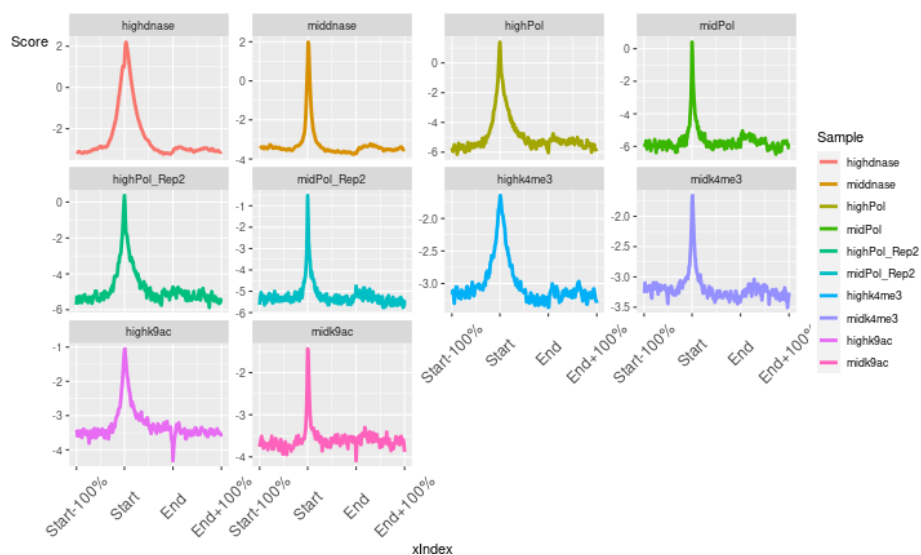 highdnase middnase highPol midPol
Score
2 0 -2
2 0 -2 -4
0 -2 -4 -6
0 -2 -4 -6
highPol_Rep2 midPol_Rep2 highk4me3 midk4me3
0 -2 -4 -6
-1 -2 -3 -4 -5 -6
-2.0 -2.5 -3.0
-2.0 -2.5 -3.0 -3.5
highk9ac midk9ac
-1 -2 -3 -4
-2 -3 -4
Start-100% Start End End+100%
Start-100% Start End End+100%
Start-100% Start End End+100%
Start-100% Start End End+100%
xIndex
Sample
highdnase
middnase
highPol
midPol
highPol_Rep2
midPol_Rep2
highk4me3
midk4me3
highk9ac
midk9ac